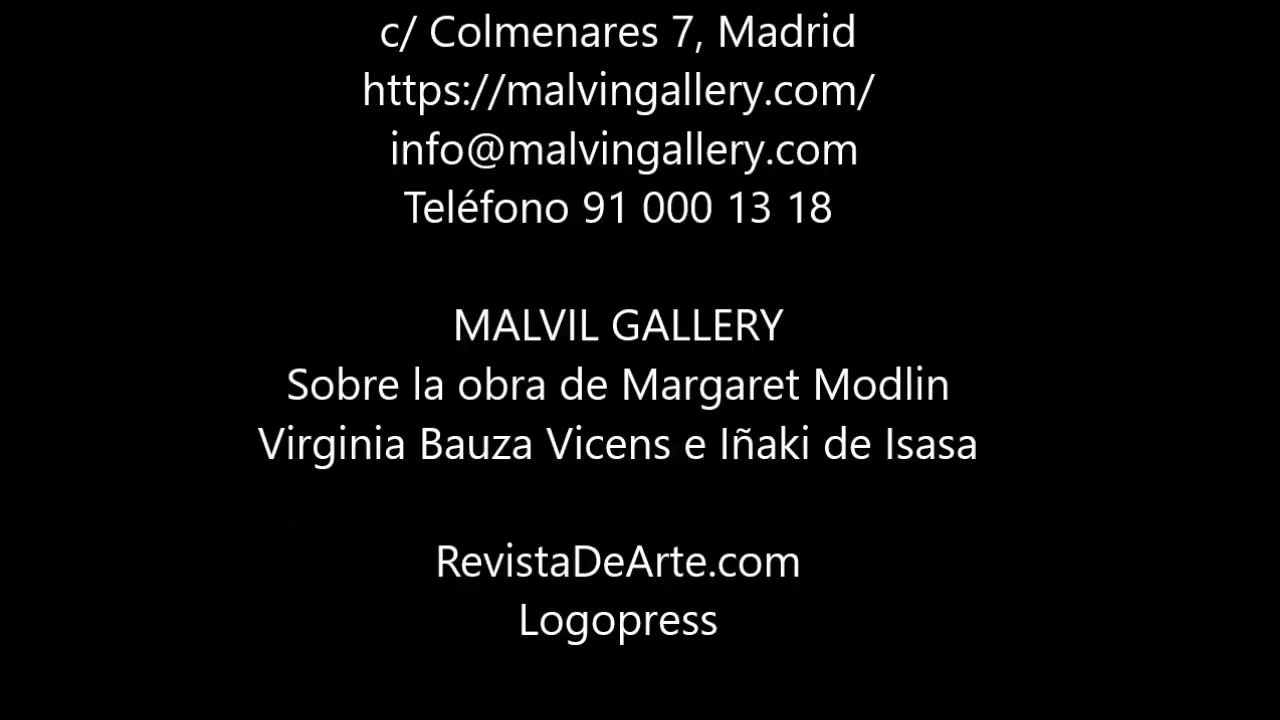 c/ Colmenares 7, Madrid
https://malvingallery.com/
info@malvingallery.com
Teléfono 91 000 13 18
MALVIL GALLERY
Sobre la obra de Margaret Modlin
Virginia Bauza Vicens e Iñaki de Isasa
RevistaDeArte.com
Logopress